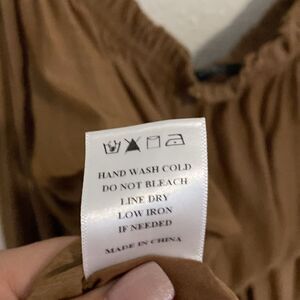 HAND WASH COLD
DO NOT BLEACH
LINE DRY
LOW IRON
IF NEEDED
MADE IN CHINA